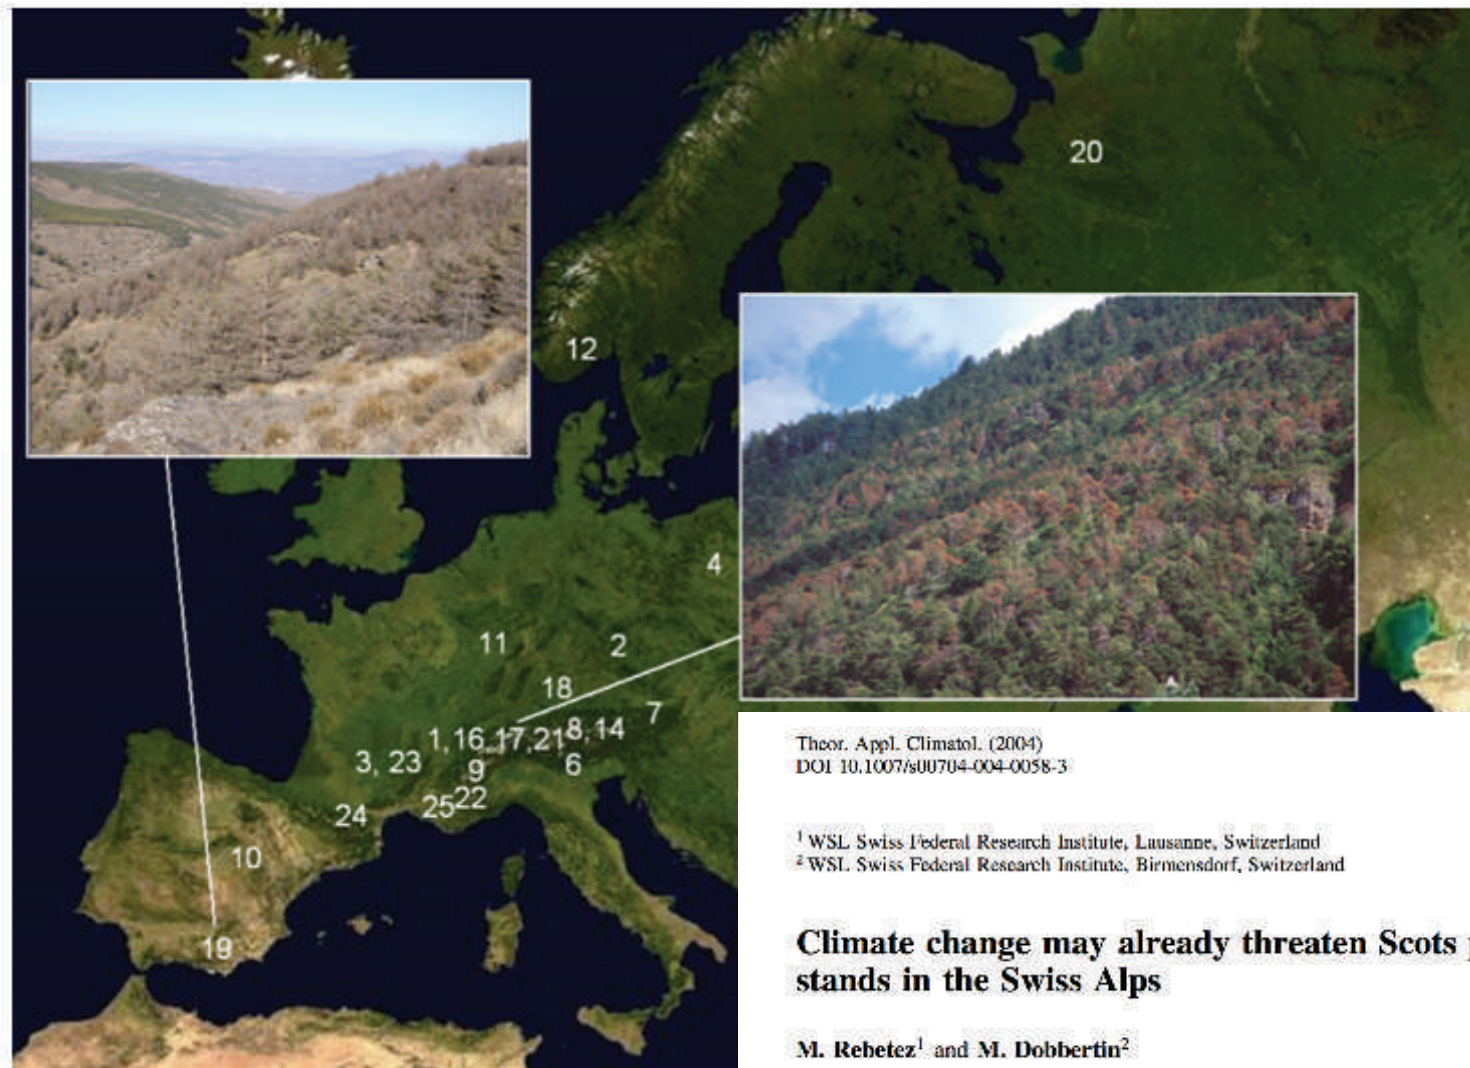 20
12
4
11
2
18
7
1, 16
17,21
8, 14
3, 23
9
6
25
22
24
10
19
Theor. Appl. Climatol. (2004)
DOI 10.1007/s00704-004-0058-3
1 WSL Swiss Federal Research Institute, Lausanne, Switzerland
2 WSL Swiss Federal Research Institute, Birmensdorf, Switzerland
Climate change may already threaten Scots
stands in the Swiss Alps
M. Rebetez1 and M. Dobbertin2